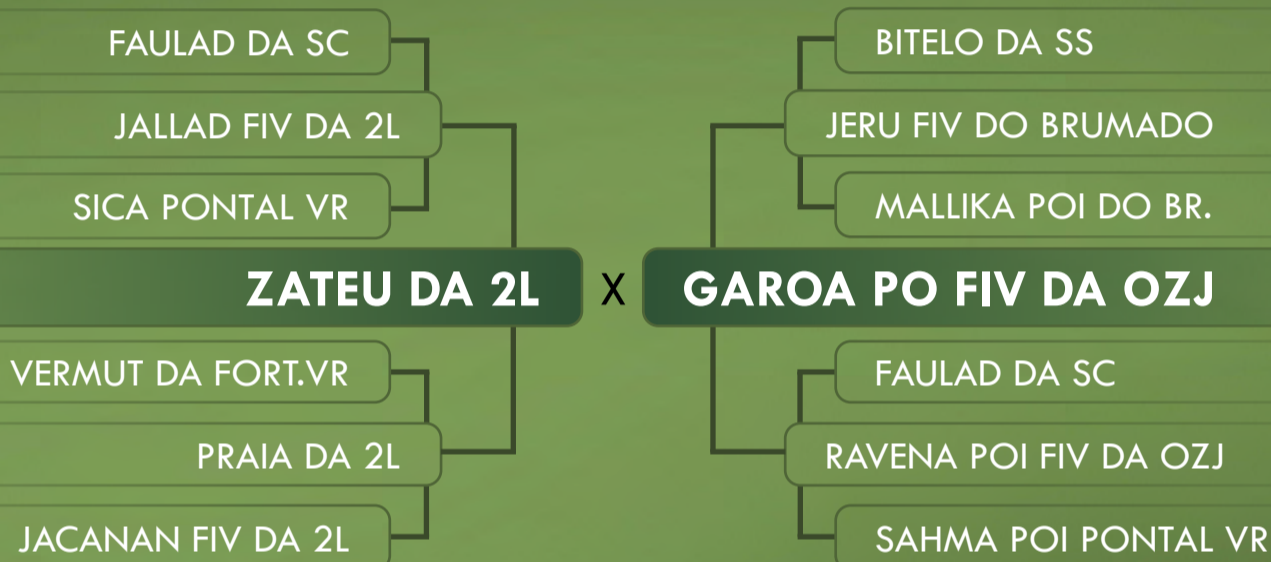 FAULAD DA SC
JALLAD FIV DA 2L
SICA PONTAL VR
ZATEU DA 2L
VERMUT DA FORT.VR
PRAIA DA 2L
JACANAN FIV DA 2L
X
BITELO DA SS
JERU FIV DO BRUMADO
MALLIKA POI DO BR.
GAROA PO FIV DA OZJ
FAULAD DA SC
RAVENA POI FIV DA OZJ
SAHMA POI PONTAL VR